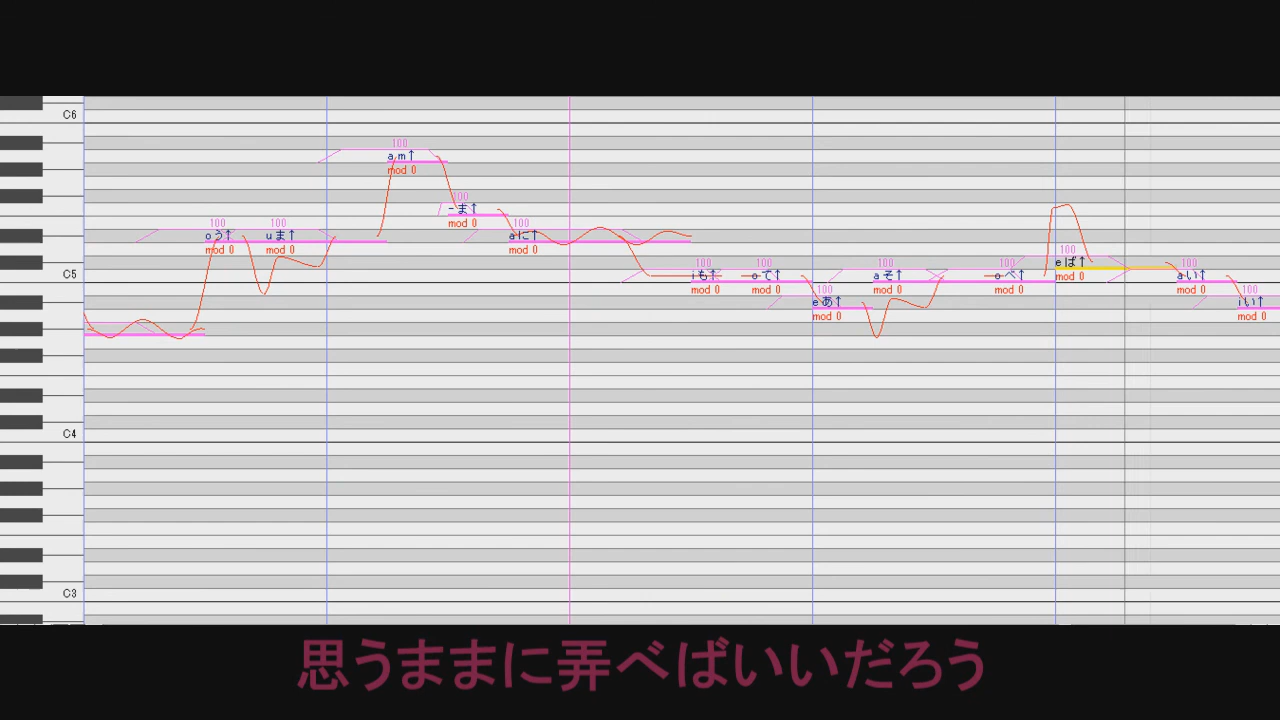 C6
100
a m↑
mod 0
100
- ま↑
mod 0
100 100 100
o う↑ u ま↑ a に↑
mod 0 mod 0 mod 0
100
e ば↑
mod 0
C5
100 100 100 100 100
i も↑ o て↑ a そ↑ o べ↑ a い↑
mod 0 mod 0 mod 0 mod 0 mod 0
100 100
e あ↑ i い↑
mod 0 mod 0
C4
C3
思うままに弄べばいいだろう